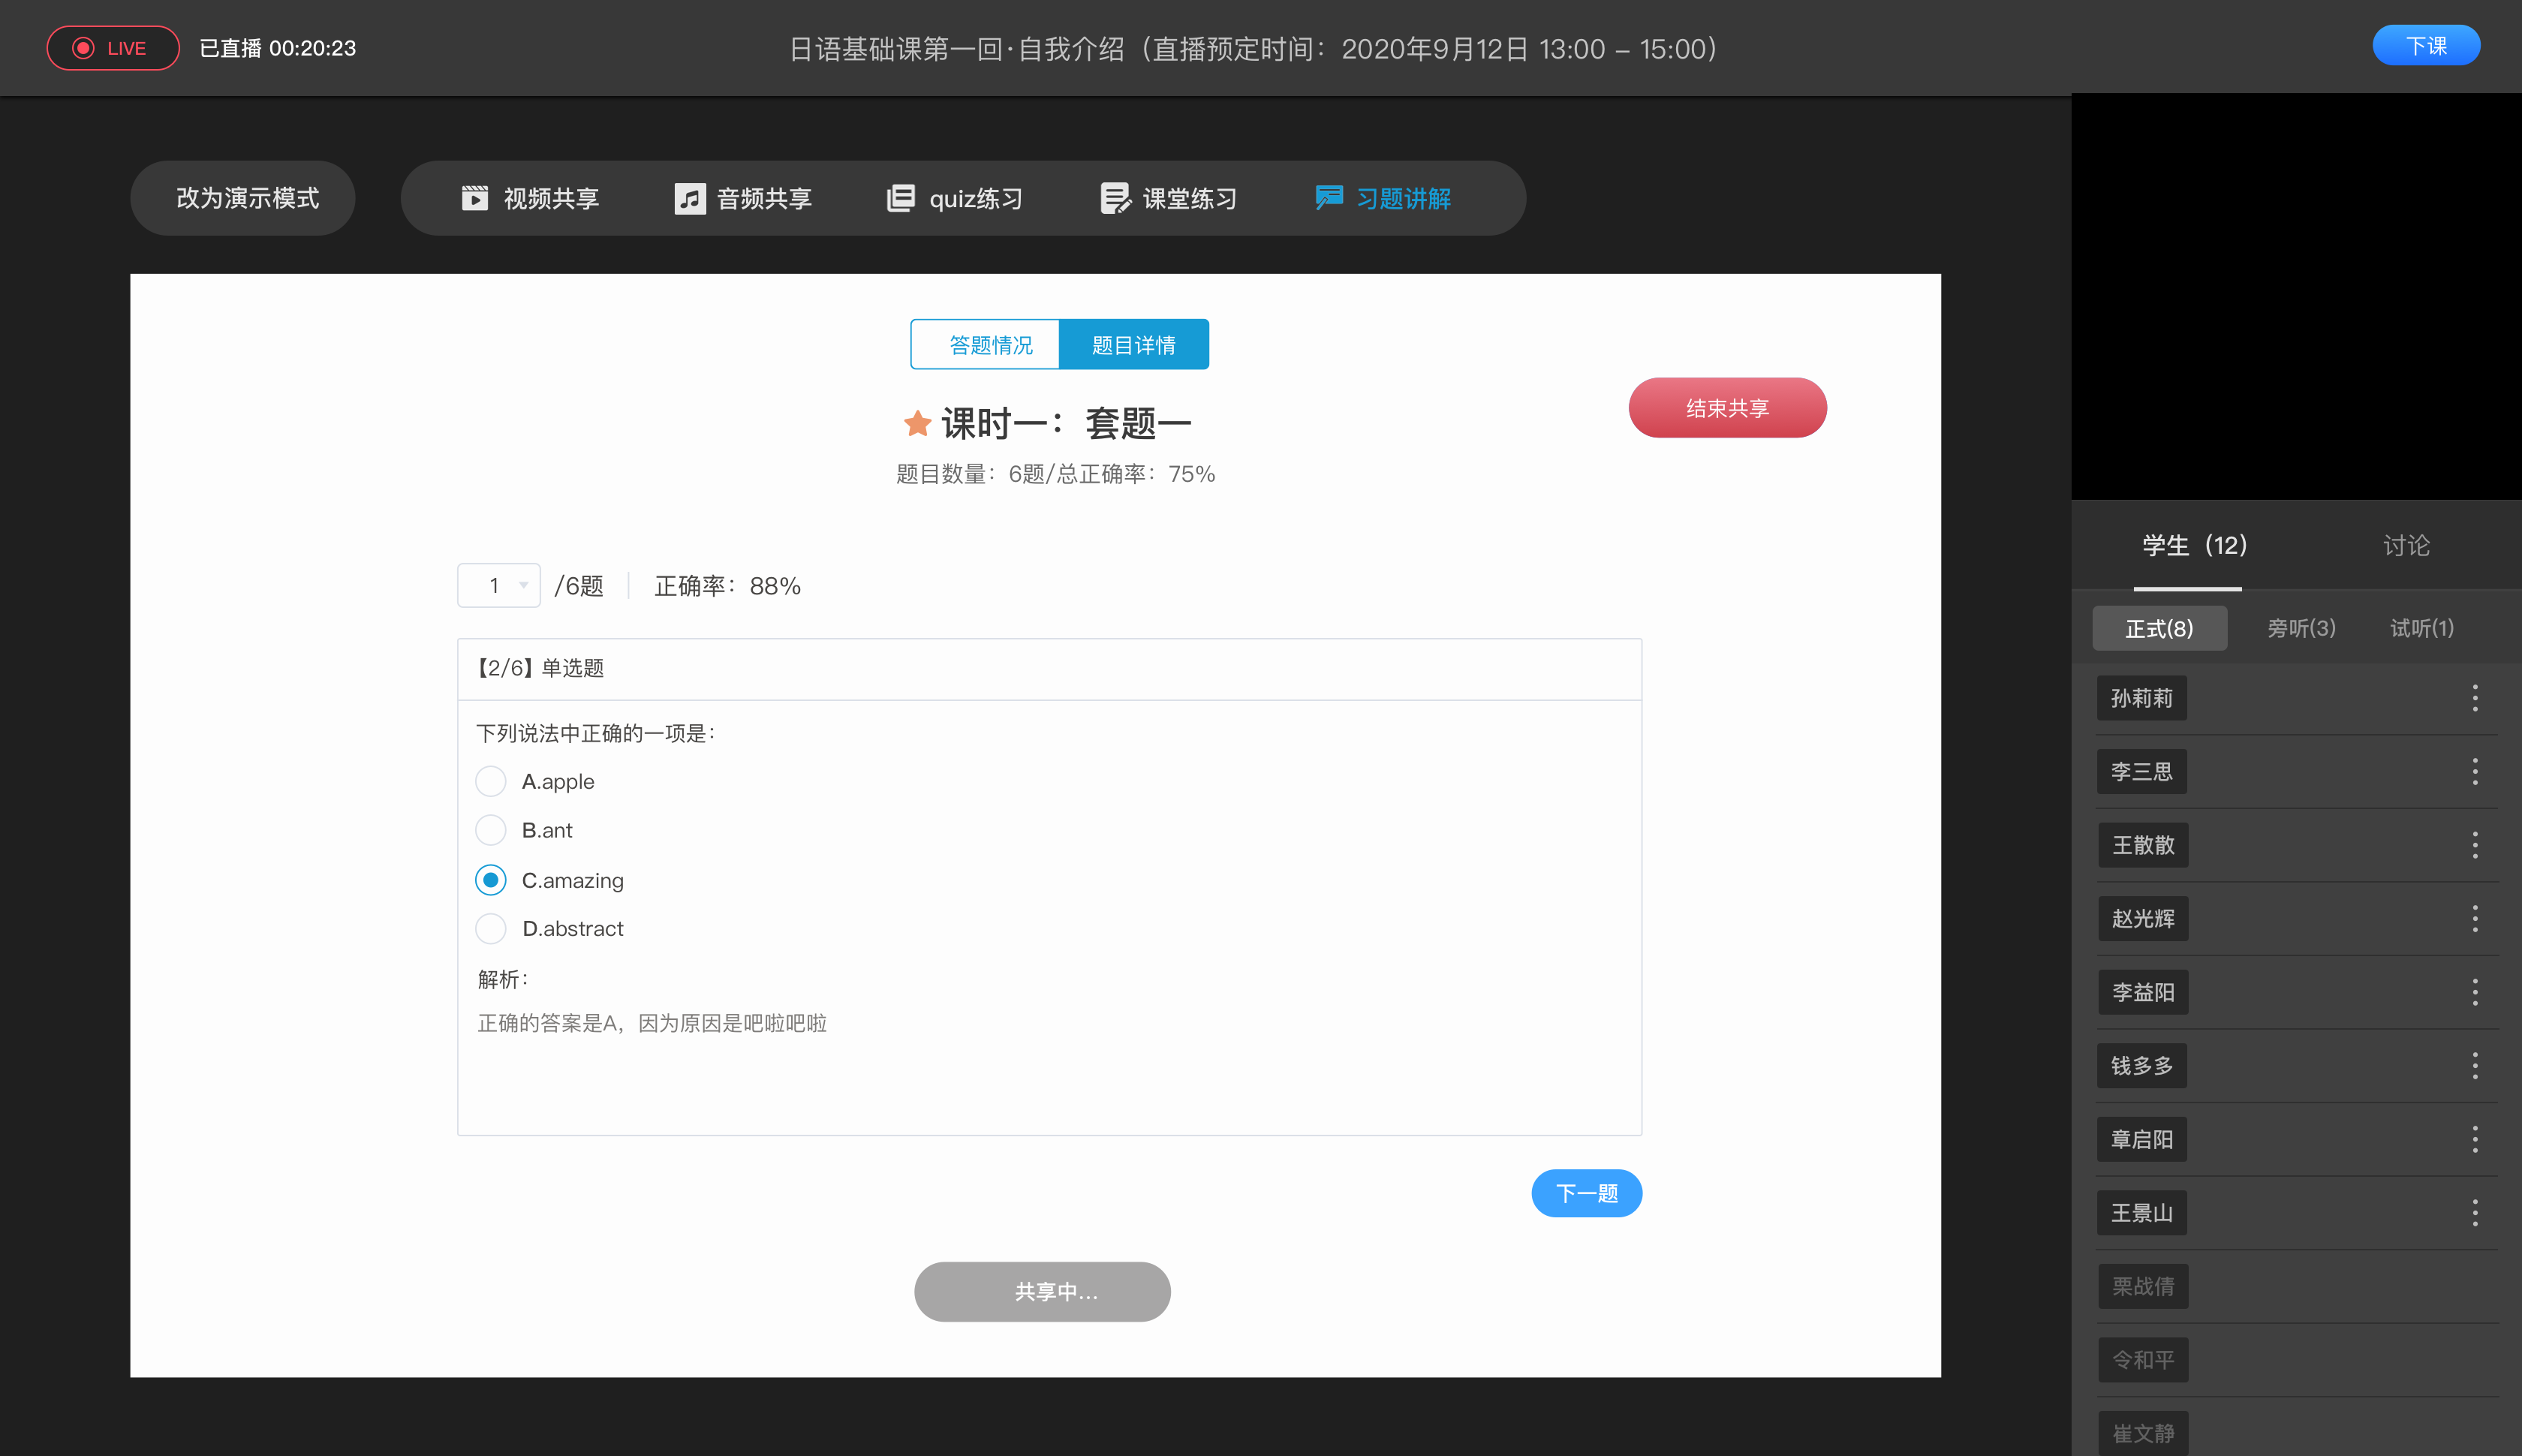 LIVE 已直播 00:20:23
日语基础课第一回·自我介绍（直播预定时间：2020年9月12日 13:00 – 15:00）
下课
改为演示模式
视频共享 音频共享 quiz练习 课堂练习 习题讲解
答题情况 题目详情
课时一：套题一
结束共享
题目数量：6题/总正确率：75%
1 /6题 正确率：88%
【2/6】单选题
下列说法中正确的一项是：
A.apple
B.ant
C.amazing
D.abstract
解析：
正确的答案是A，因为原因是吧啦吧啦
下一题
共享中...
学生（12） 讨论
正式(8) 旁听(3) 试听(1)
孙莉莉
李三思
王散散
赵光辉
李益阳
钱多多
章启阳
王景山
栗战倩
令和平
崔文静